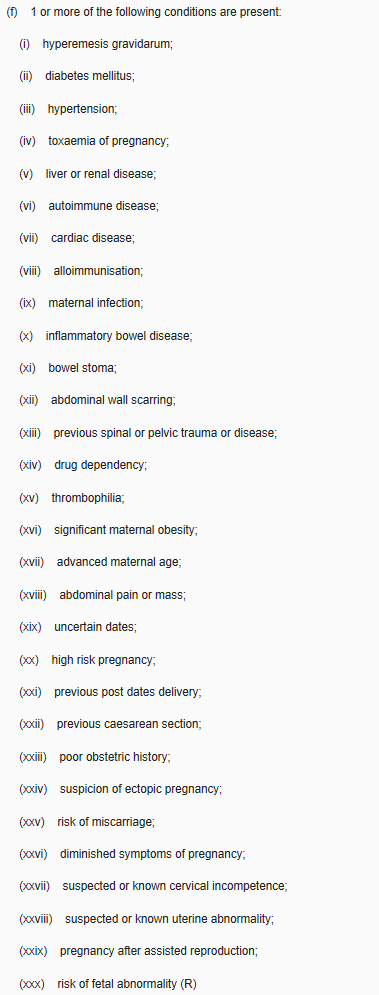 (f) 1 or more of the following conditions are present:
(i) hyperemesis gravidarum;
(ii) diabetes mellitus;
(iii) hypertension;
(iv) toxaemia of pregnancy;
(v) liver or renal disease;
(vi) autoimmune disease;
(vii) cardiac disease;
(viii) alloimmunisation;
(ix) maternal infection;
(x) inflammatory bowel disease;
(xi) bowel stoma;
(xii) abdominal wall scarring;
(xiii) previous spinal or pelvic trauma or disease;
(xiv) drug dependency;
(xv) thrombophilia;
(xvi) significant maternal obesity;
(xvii) advanced maternal age;
(xviii) abdominal pain or mass;
(xix) uncertain dates;
(xx) high risk pregnancy;
(xxi) previous post dates delivery;
(xxii) previous caesarean section;
(xxiii) poor obstetric history;
(xxiv) suspicion of ectopic pregnancy;
(xxv) risk of miscarriage;
(xxvi) diminished symptoms of pregnancy;
(xxvii) suspected or known cervical incompetence;
(xxviii) suspected or known uterine abnormality;
(xxix) pregnancy after assisted reproduction;
(xxx) risk of fetal abnormality (R)